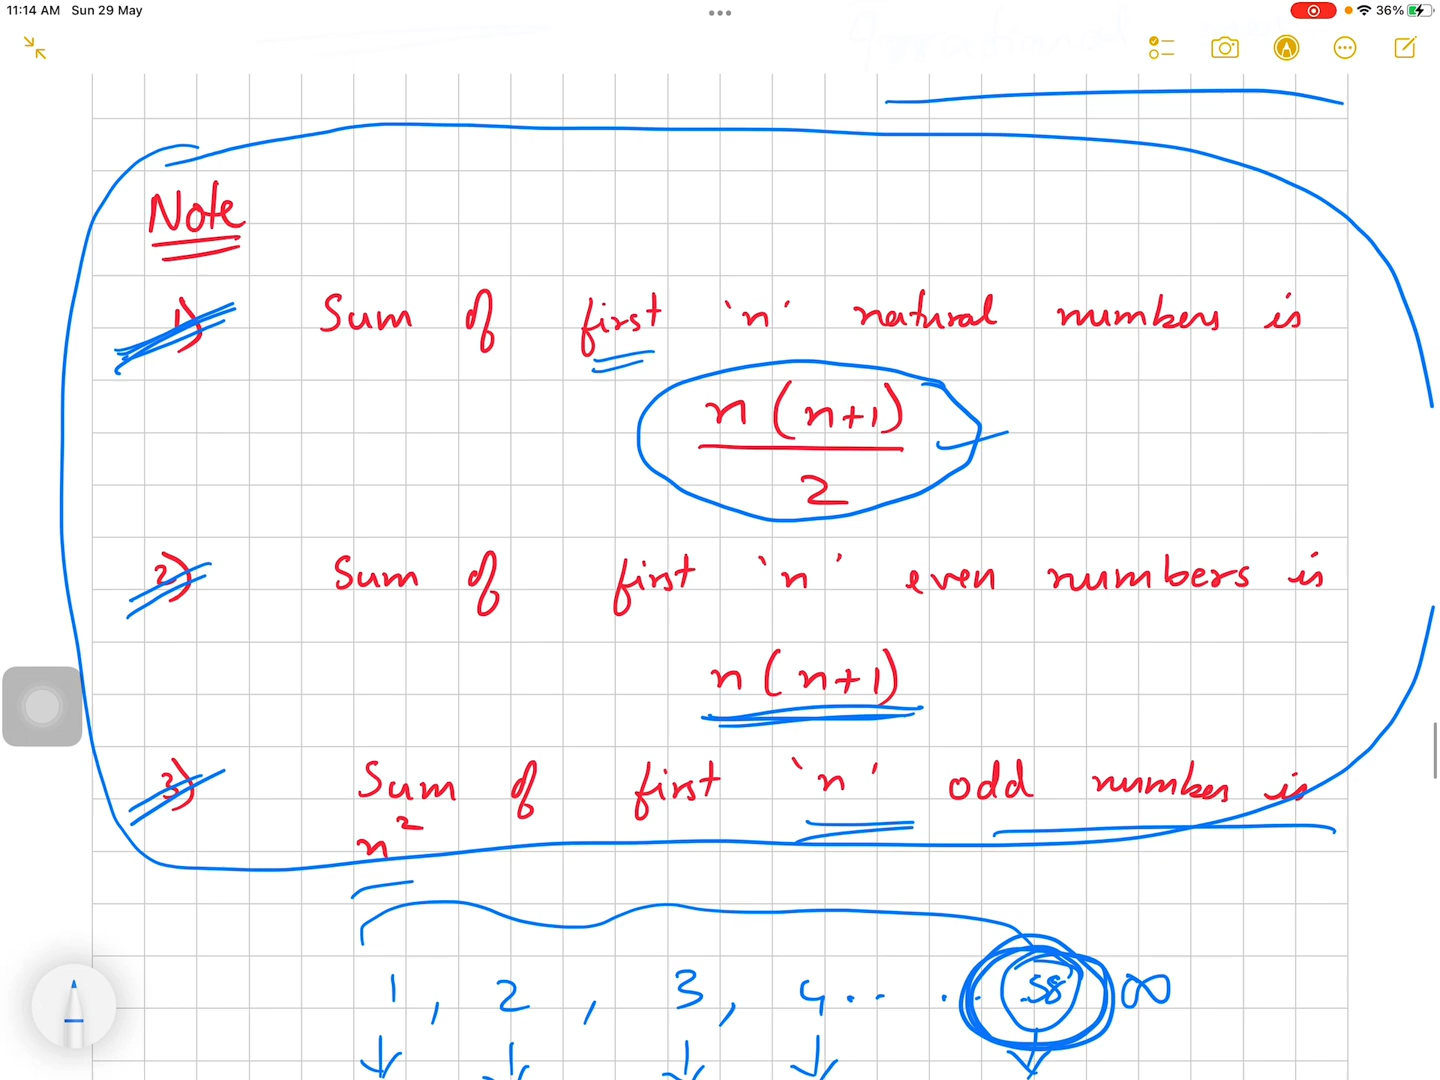 11:14 AM Sun 29 May
36%
Note
1) Sum of first 'n' natural numbers is
n(n+1)
2
2) Sum of first 'n' even numbers is
n(n+1)
3) Sum of first 'n' odd numbers is
n²
1, 2, 3, 4.. .. 58 ∞